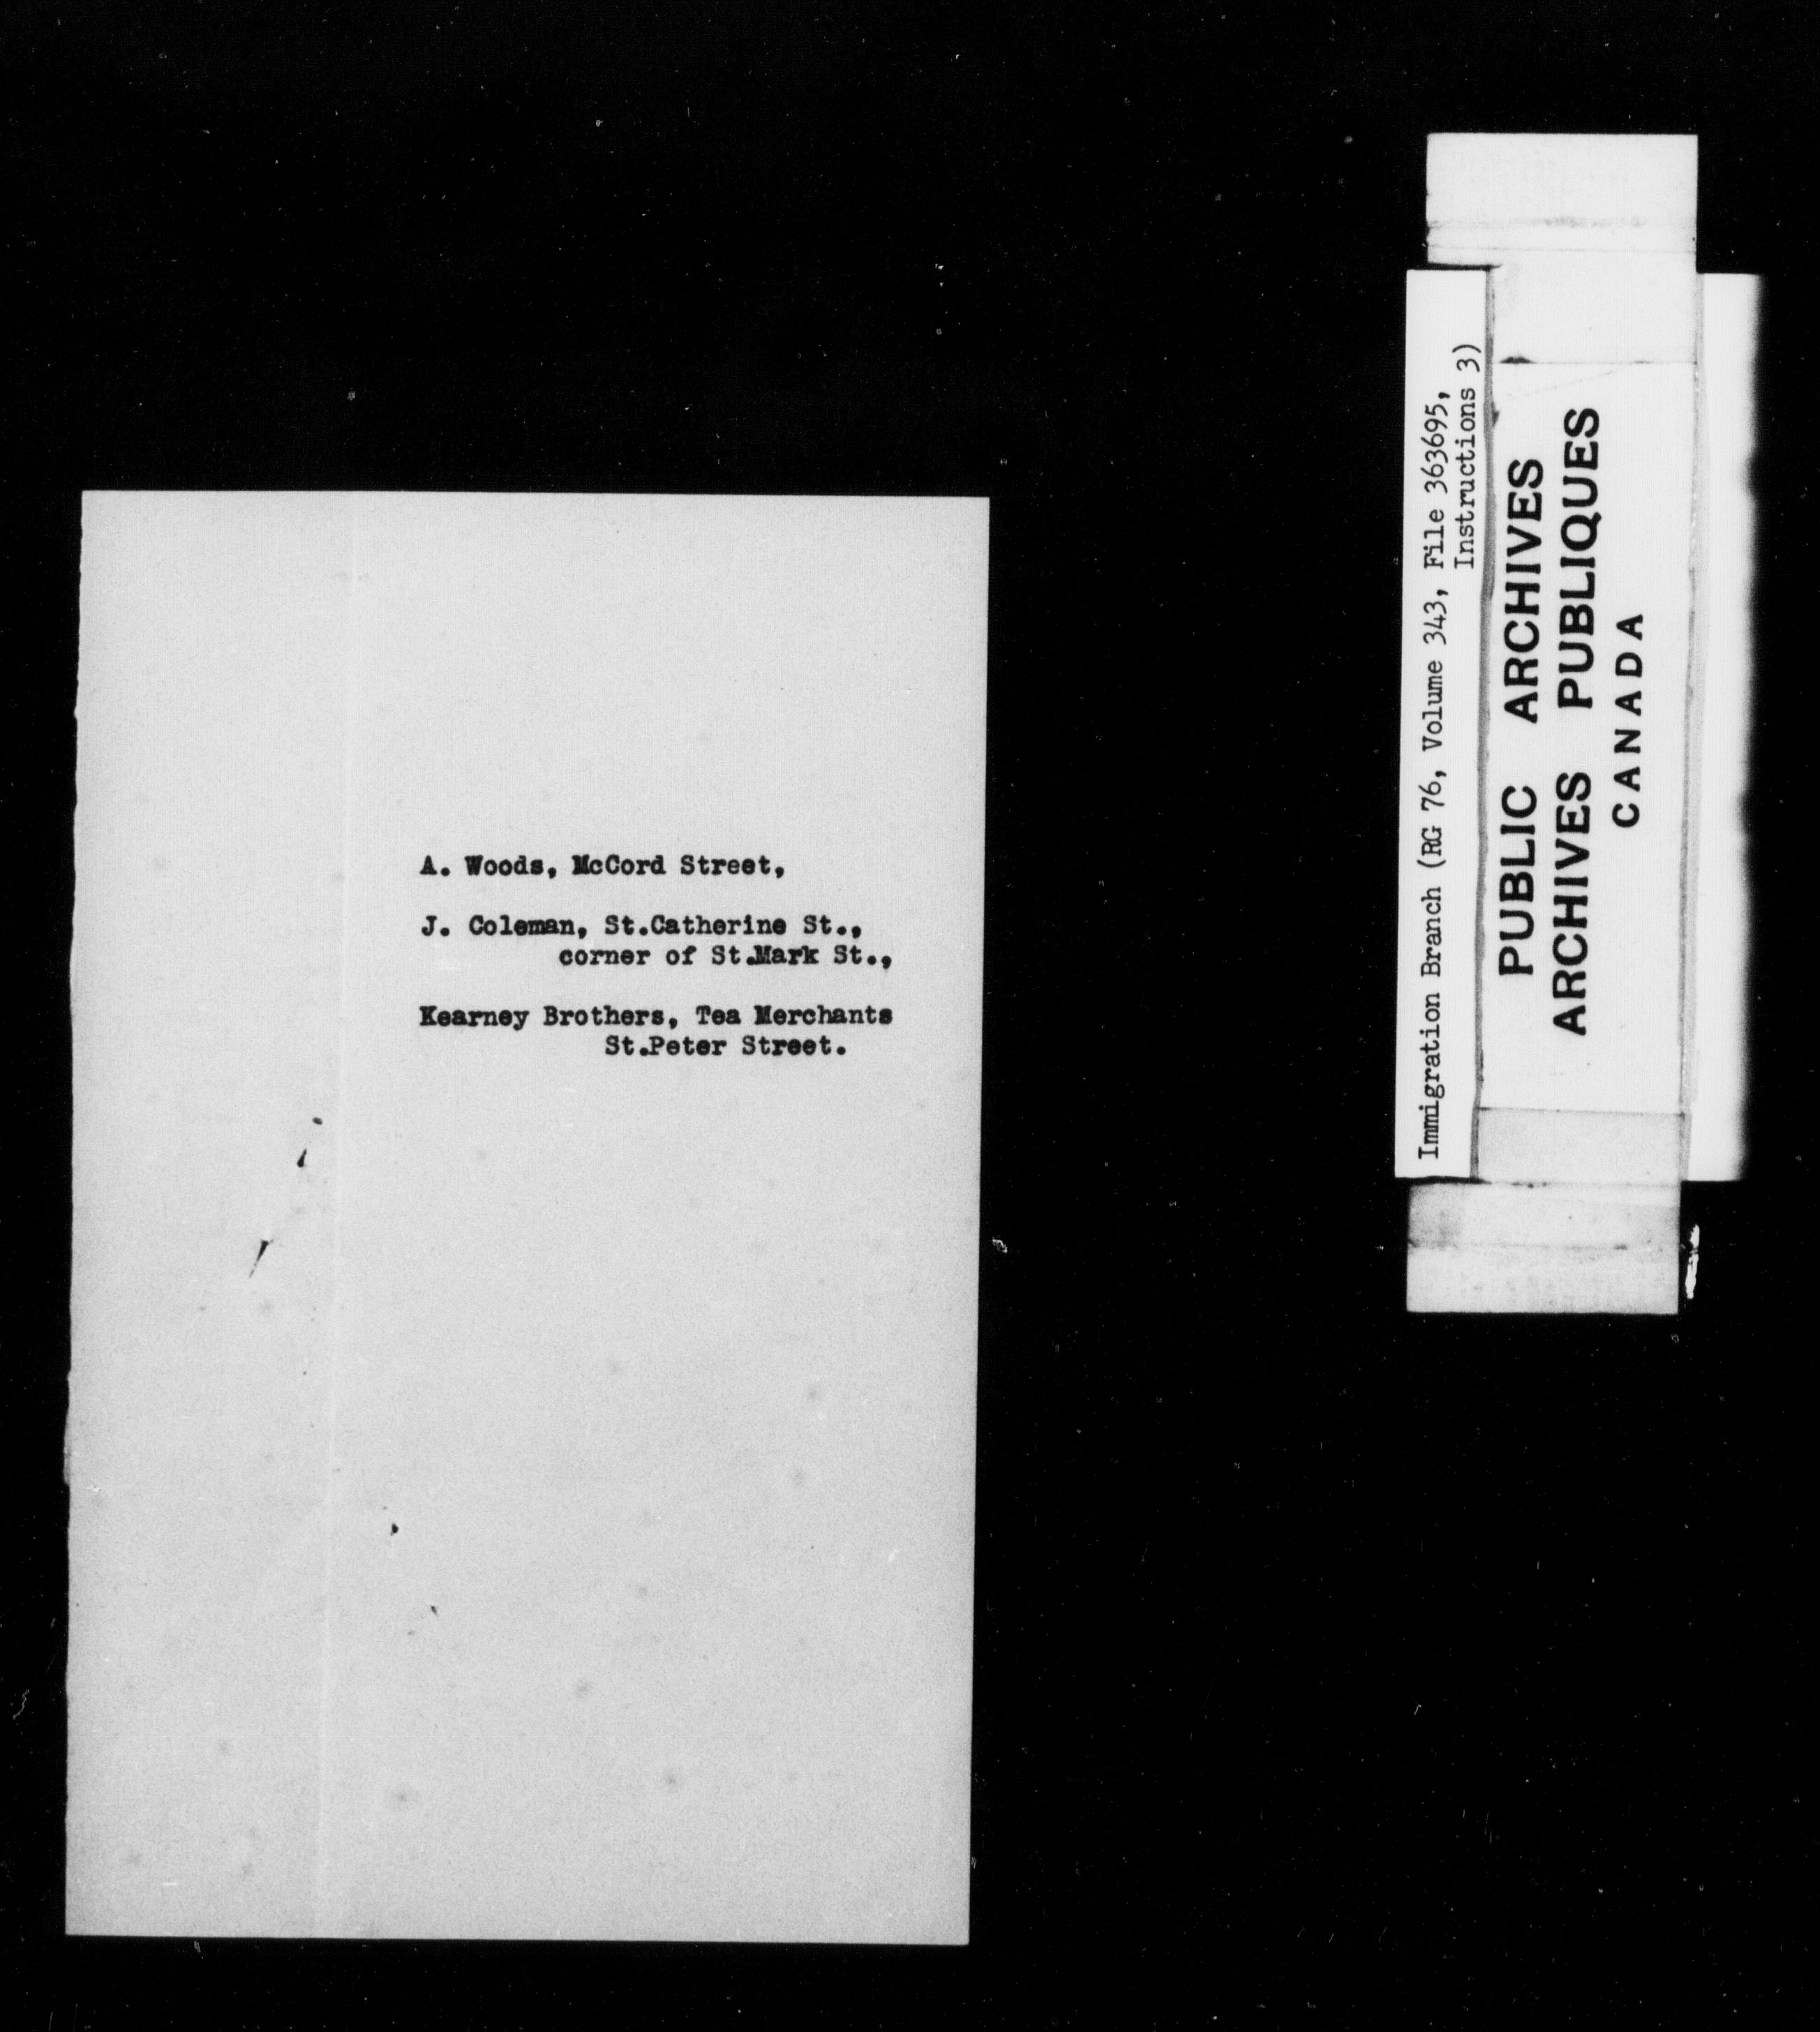 A. Woods, McCord Street,
J. Coleman, St.Catherine St.,
corner of St.Mark St.,
Kearney Brothers, Tea Merchants
St.Peter Street.
Immigration Branch (RG 76, Volume 343, File 363695,
Instructions 3)
PUBLIC ARCHIVES
ARCHIVES PUBLIQUES
CANADA